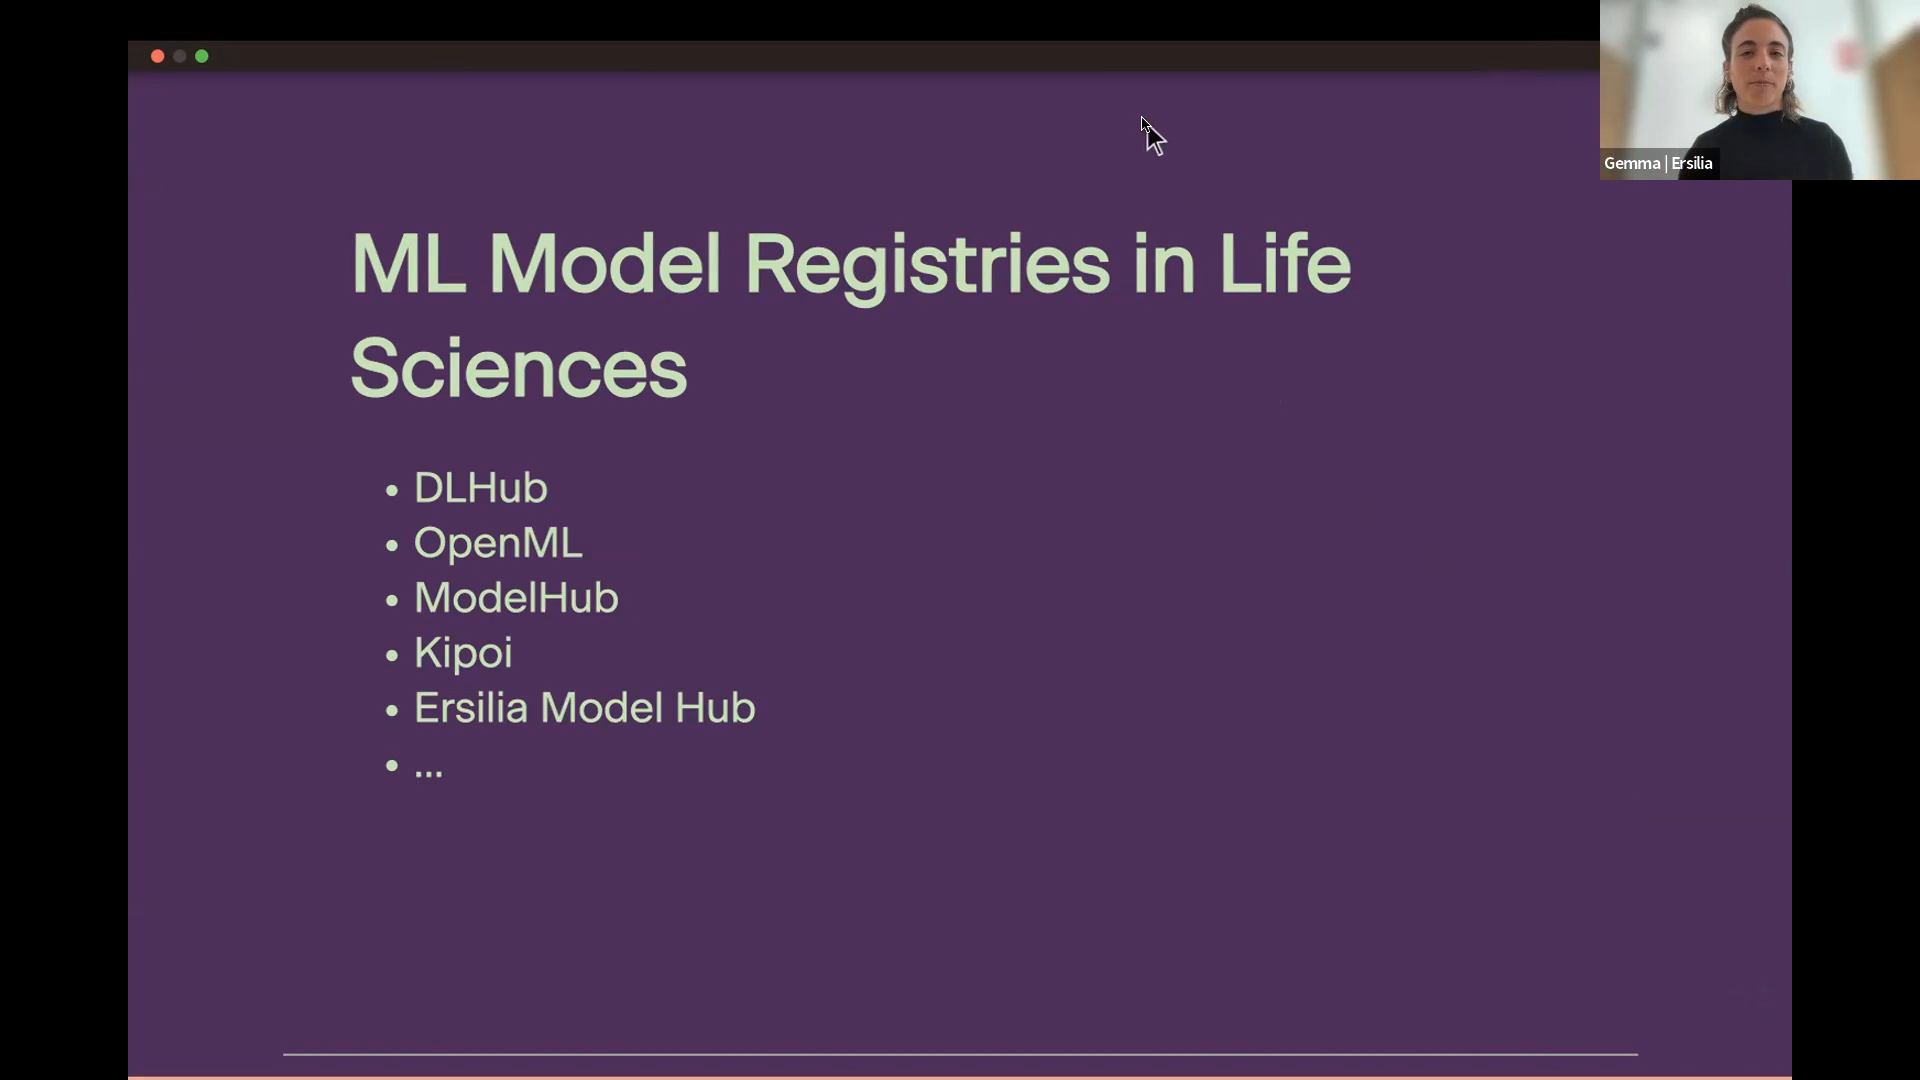 Gemma | Ersilia
ML Model Registries in Life
Sciences
• DLHub
• OpenML
• ModelHub
• Kipoi
• Ersilia Model Hub
• ...